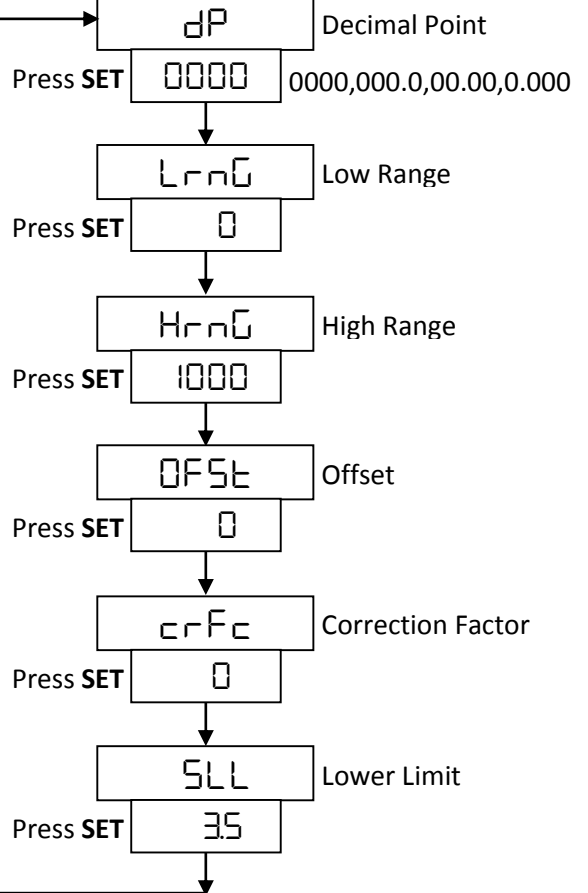 dP Decimal Point
Press SET 0000 0000,000.0,00.00,0.000
LrnG Low Range
Press SET 0
HrnG High Range
Press SET 1000
OFSt Offset
Press SET 0
crFc Correction Factor
Press SET 0
SLL Lower Limit
Press SET 3.5